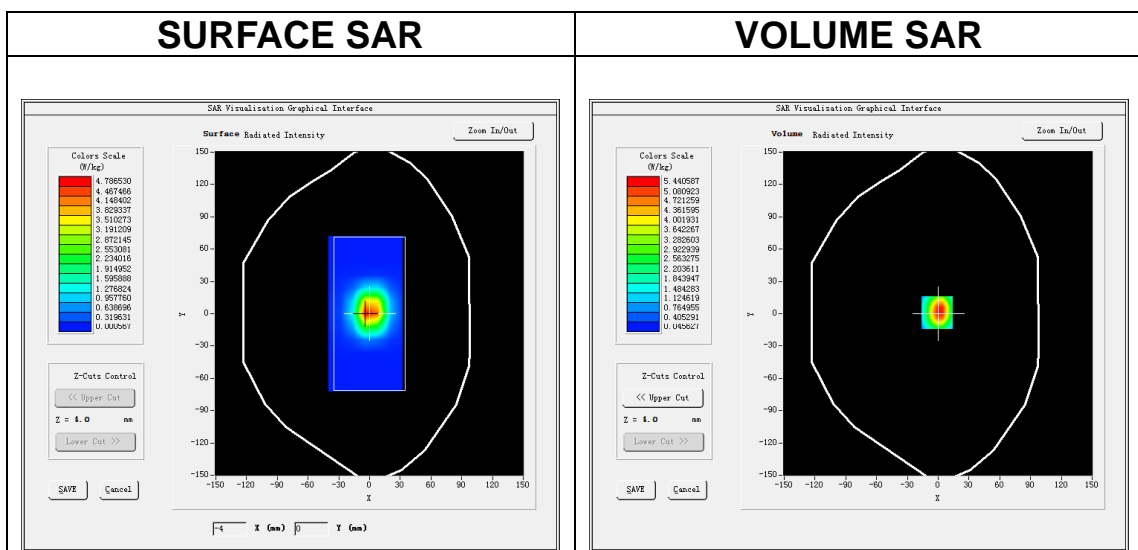 SURFACE SAR
VOLUME SAR
SAR Visualisation Graphical Interface
Surface Radiated Intensity
Zoom In/Out
Colors Scale
(W/kg)
4.786530
4.467466
4.148402
3.829337
3.510273
3.191209
2.872145
2.553081
2.234016
1.914952
1.595888
1.276824
0.957760
0.638696
0.319631
0.000567
150
120
90
60
30
0
-30
-60
-90
-120
-150
Y
-150 -120 -90 -60 -30 0 30 60 90 120 150
X
Z-Cuts Control
<< Upper Cut
Z = 4.0 mm
Lower Cut >>
SAVE Cancel
-4 X (mm) 0 Y (mm)
SAR Visualisation Graphical Interface
Volume Radiated Intensity
Zoom In/Out
Colors Scale
(W/kg)
5.440587
5.080923
4.721259
4.361595
4.001931
3.642267
3.282603
2.922939
2.563275
2.203611
1.843947
1.484283
1.124619
0.764955
0.405291
0.045627
150
120
90
60
30
0
-30
-60
-90
-120
-150
Y
-150 -120 -90 -60 -30 0 30 60 90 120 150
X
Z-Cuts Control
<< Upper Cut
Z = 4.0 mm
Lower Cut >>
SAVE Cancel